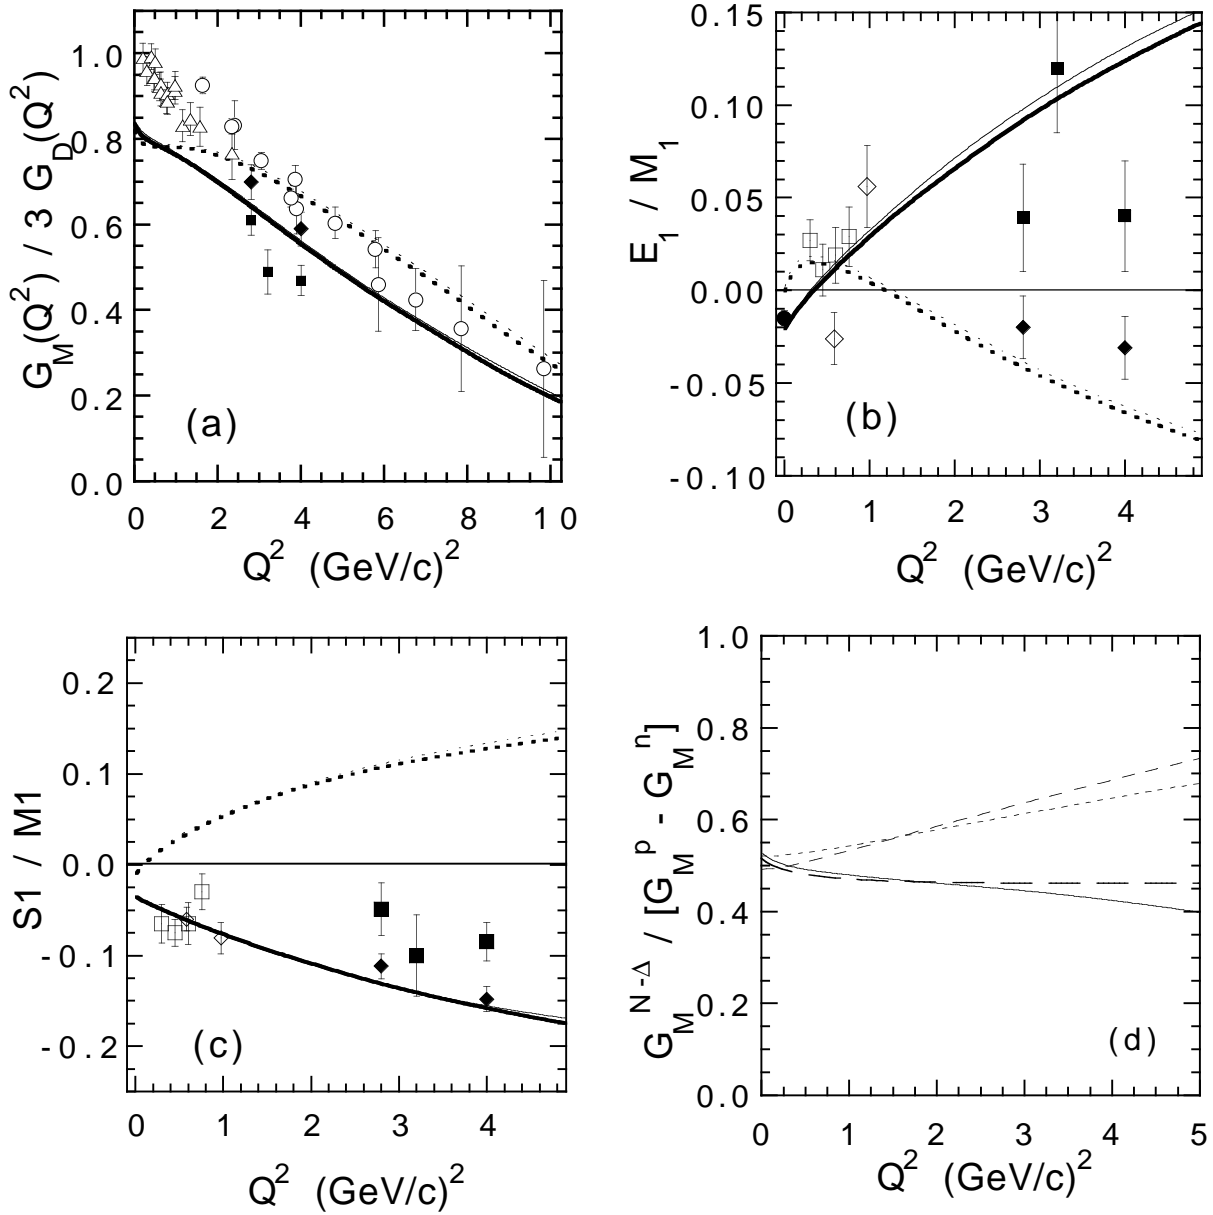 G_M(Q^2) / 3 G_D(Q^2)
1.0
0.8
0.6
0.4
0.2
0.0
(a)
0 2 4 6 8 10
Q^2 (GeV/c)^2
E_1 / M_1
0.15
0.10
0.05
0.00
-0.05
-0.10
(b)
0 1 2 3 4
Q^2 (GeV/c)^2
S1 / M1
0.2
0.1
0.0
-0.1
-0.2
(c)
0 1 2 3 4
Q^2 (GeV/c)^2
G_M^{N-Δ} / [G_M^p - G_M^n]
1.0
0.8
0.6
0.4
0.2
0.0
(d)
0 1 2 3 4 5
Q^2 (GeV/c)^2